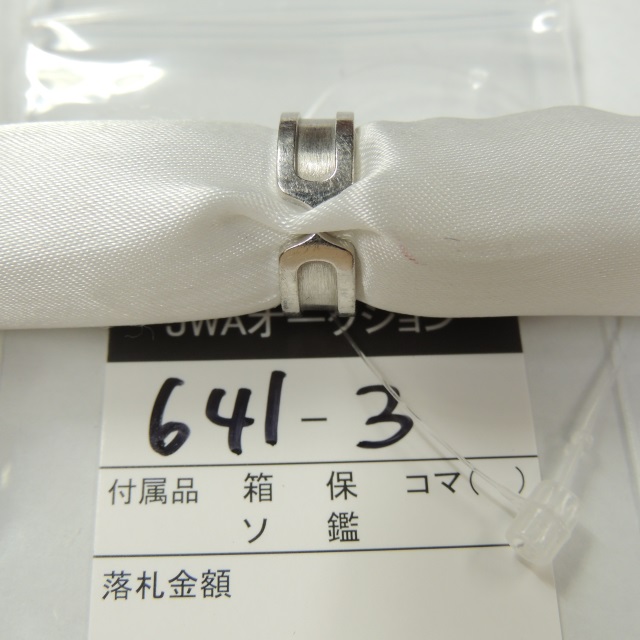 JWAオークション
641-3
付属品 箱 保 コマ( )
ソ 鑑
落札金額